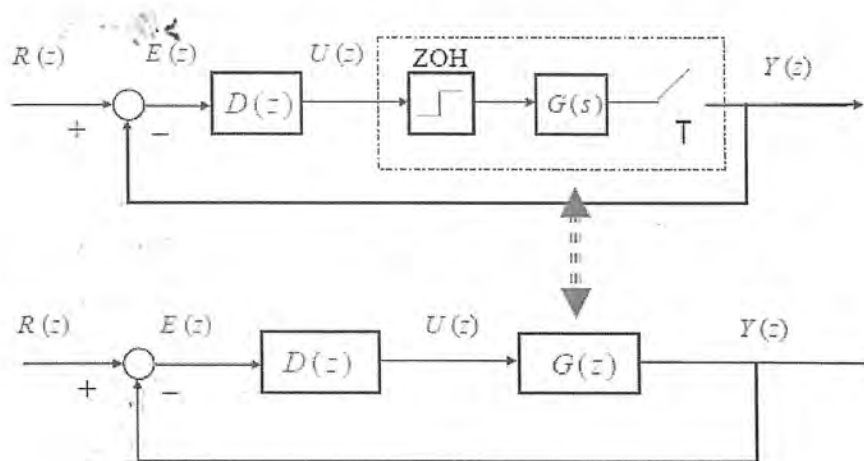 R(z) E(z) U(z) ZOH Y(z)
D(z) G(s)
+ − T
R(z) E(z) U(z) Y(z)
D(z) G(z)
+ −